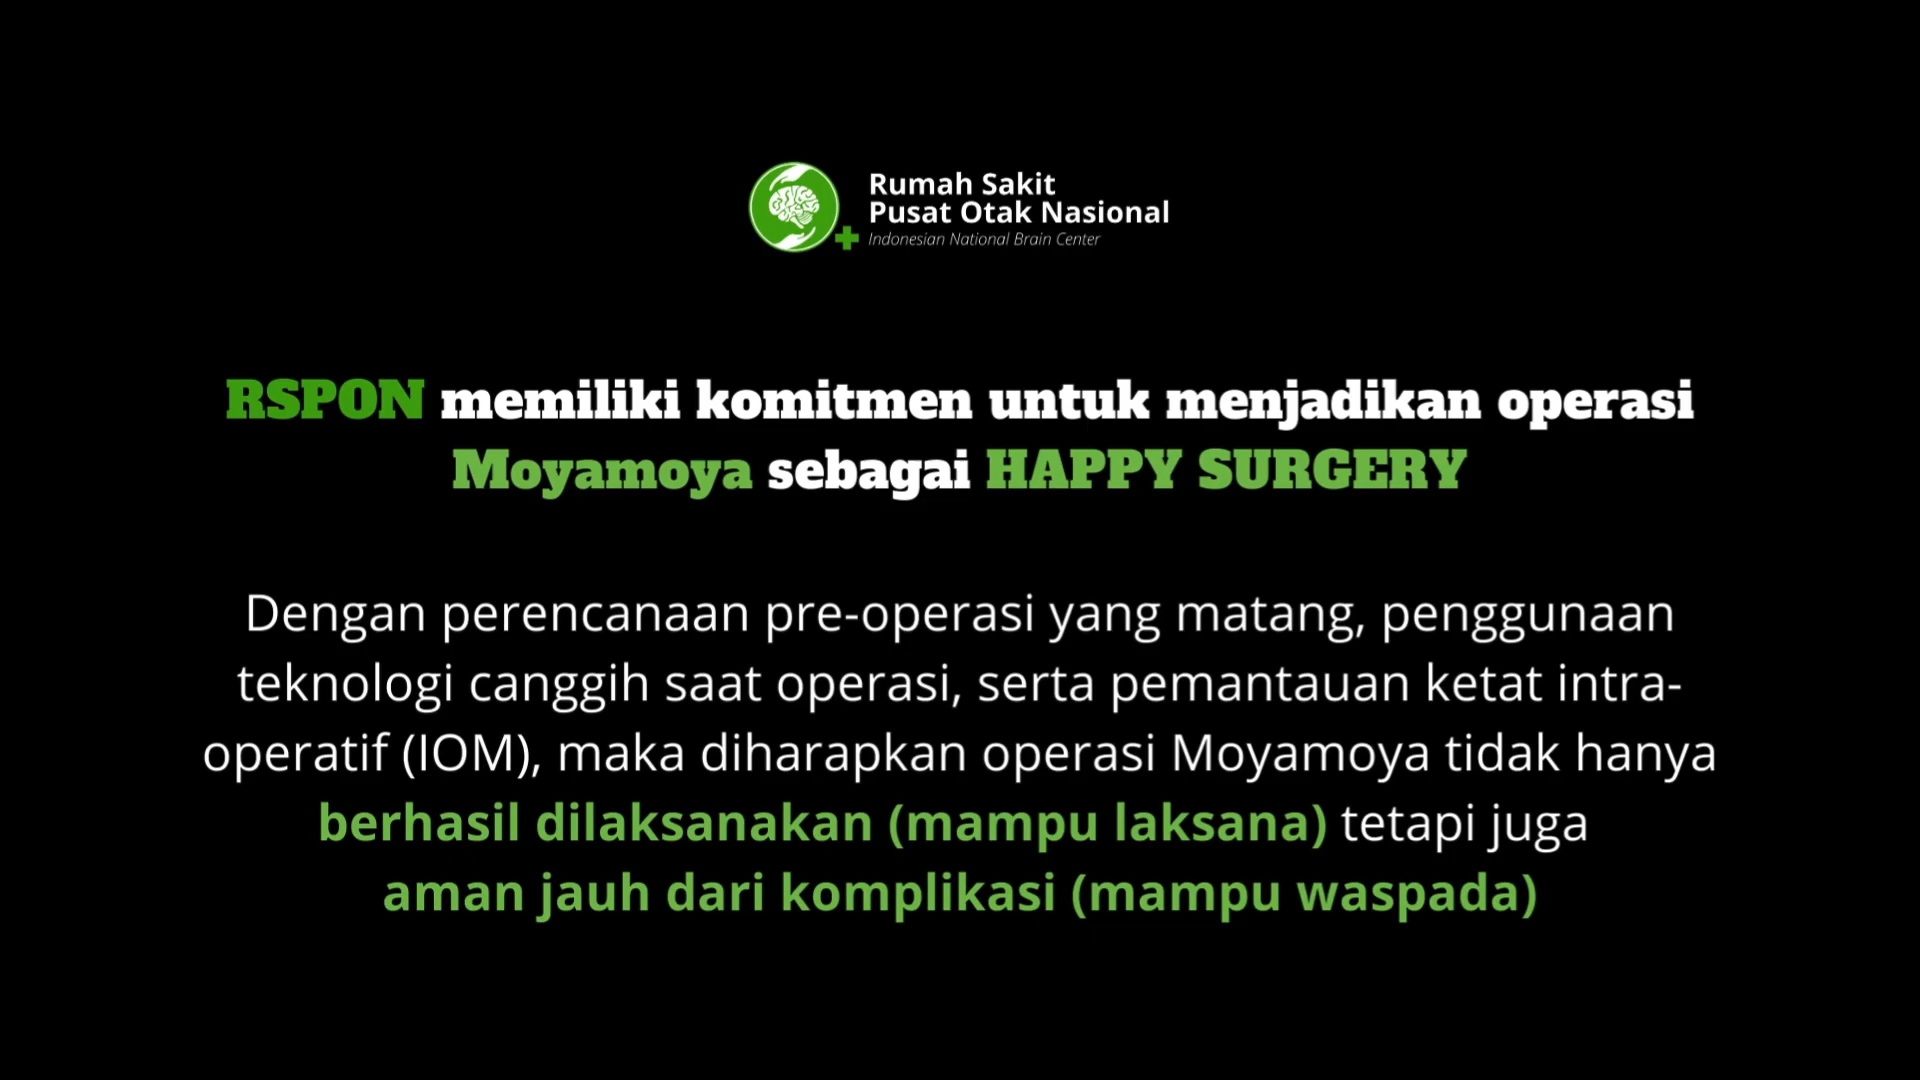 Rumah Sakit
Pusat Otak Nasional
Indonesian National Brain Center
RSPON memiliki komitmen untuk menjadikan operasi
Moyamoya sebagai HAPPY SURGERY
Dengan perencanaan pre-operasi yang matang, penggunaan
teknologi canggih saat operasi, serta pemantauan ketat intra-
operatif (IOM), maka diharapkan operasi Moyamoya tidak hanya
berhasil dilaksanakan (mampu laksana) tetapi juga
aman jauh dari komplikasi (mampu waspada)